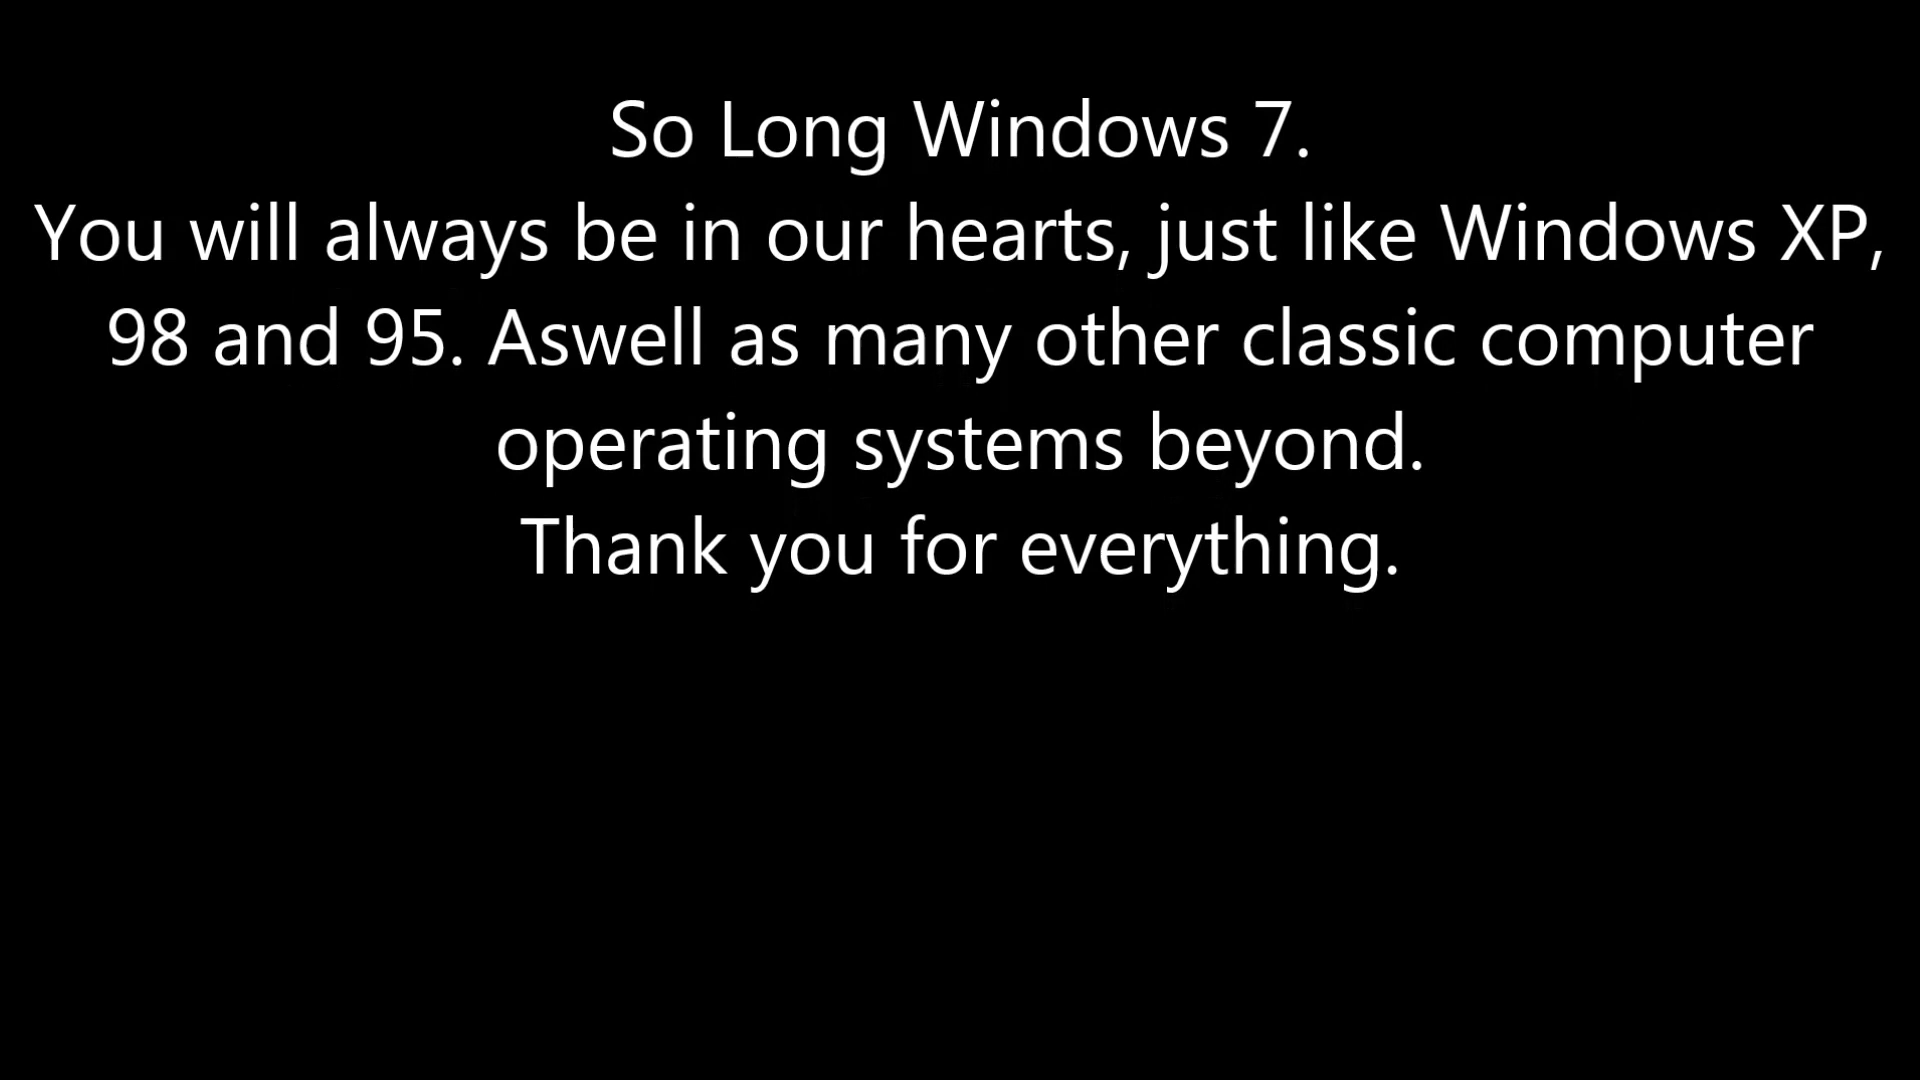 So Long Windows 7.
You will always be in our hearts, just like Windows XP,
98 and 95. Aswell as many other classic computer
operating systems beyond.
Thank you for everything.